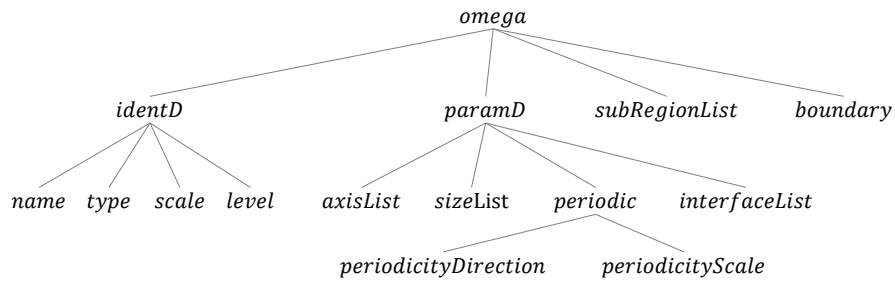 omega
identD paramD subRegionList boundary
name type scale level axisList sizeList periodic interfaceList
periodicityDirection periodicityScale